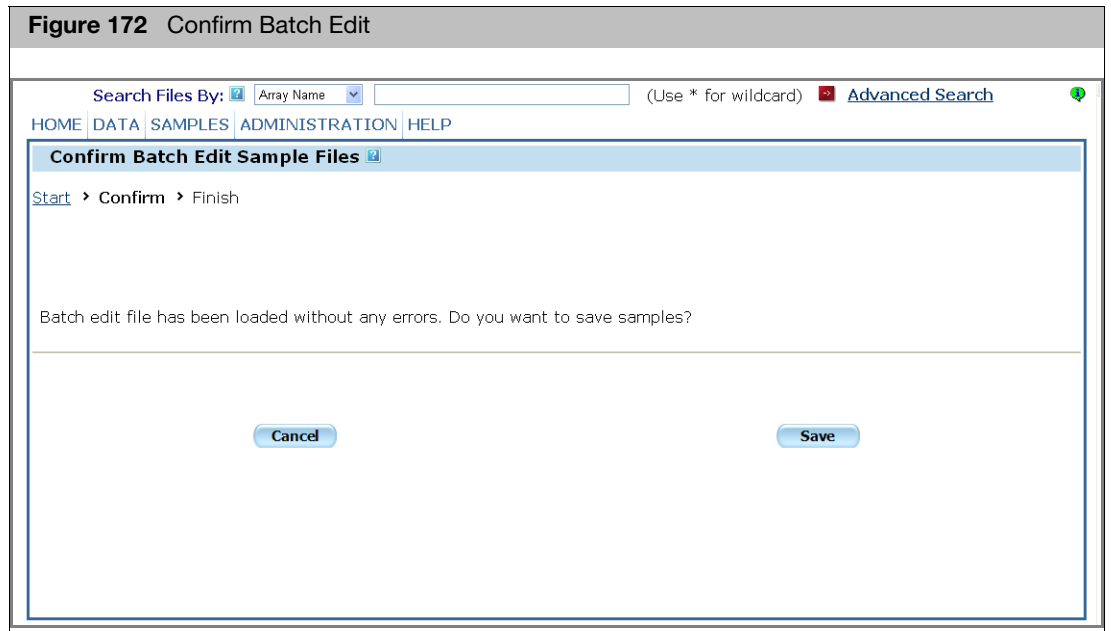 Figure 172 Confirm Batch Edit
Search Files By: ? Array Name (Use * for wildcard) Advanced Search
HOME DATA SAMPLES ADMINISTRATION HELP
Confirm Batch Edit Sample Files ?
Start > Confirm > Finish
Batch edit file has been loaded without any errors. Do you want to save samples?
Cancel Save